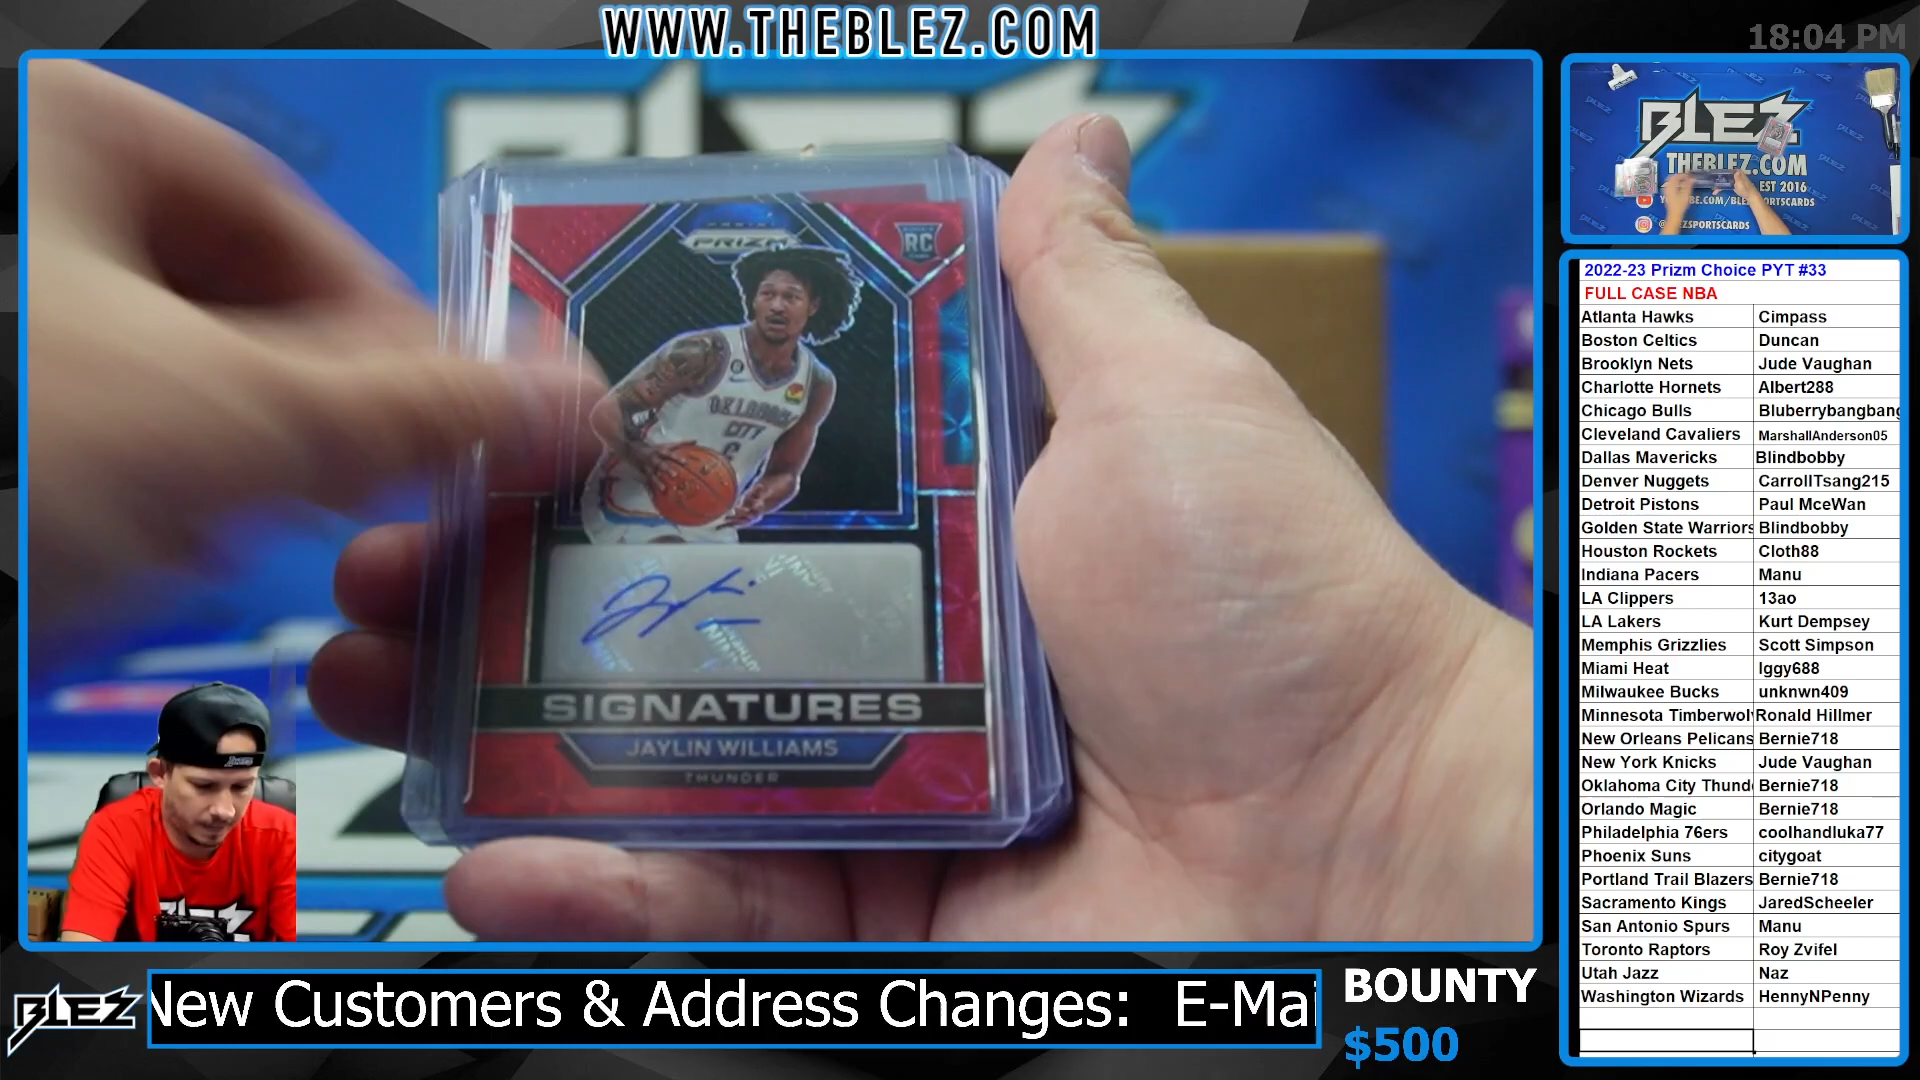 WWW.THEBLEZ.COM
18:04 PM
BLEZ
THEBLEZ.COM
EST 2016
PRIZM
RC
OKLAHOMA
CITY
6
SIGNATURES
JAYLIN WILLIAMS
THUNDER
2022-23 Prizm Choice PYT #33
FULL CASE NBA
Atlanta Hawks Cimpass
Boston Celtics Duncan
Brooklyn Nets Jude Vaughan
Charlotte Hornets Albert288
Chicago Bulls Bluberrybangbang
Cleveland Cavaliers MarshallAnderson05
Dallas Mavericks Blindbobby
Denver Nuggets CarrollTsang215
Detroit Pistons Paul MceWan
Golden State Warriors Blindbobby
Houston Rockets Cloth88
Indiana Pacers Manu
LA Clippers 13ao
LA Lakers Kurt Dempsey
Memphis Grizzlies Scott Simpson
Miami Heat Iggy688
Milwaukee Bucks unknwn409
Minnesota Timberwolv Ronald Hillmer
New Orleans Pelicans Bernie718
New York Knicks Jude Vaughan
Oklahoma City Thund Bernie718
Orlando Magic Bernie718
Philadelphia 76ers coolhandluka77
Phoenix Suns citygoat
Portland Trail Blazers Bernie718
Sacramento Kings JaredScheeler
San Antonio Spurs Manu
Toronto Raptors Roy Zvifel
Utah Jazz Naz
Washington Wizards HennyNPenny
BLEZ
New Customers & Address Changes: E-Mai
BOUNTY
$500